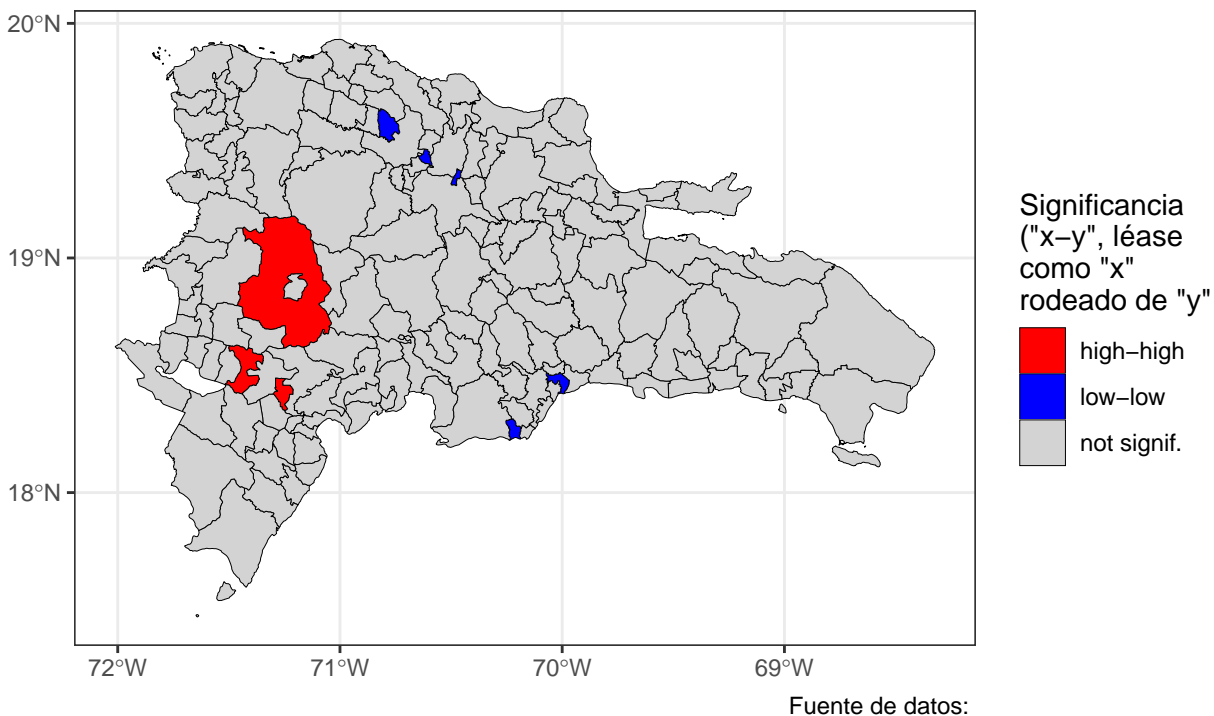 20°N
19°N
18°N
72°W
71°W
70°W
69°W
Significancia
("x−y", léase
como "x"
rodeado de "y"
high−high
low−low
not signif.
Fuente de datos: